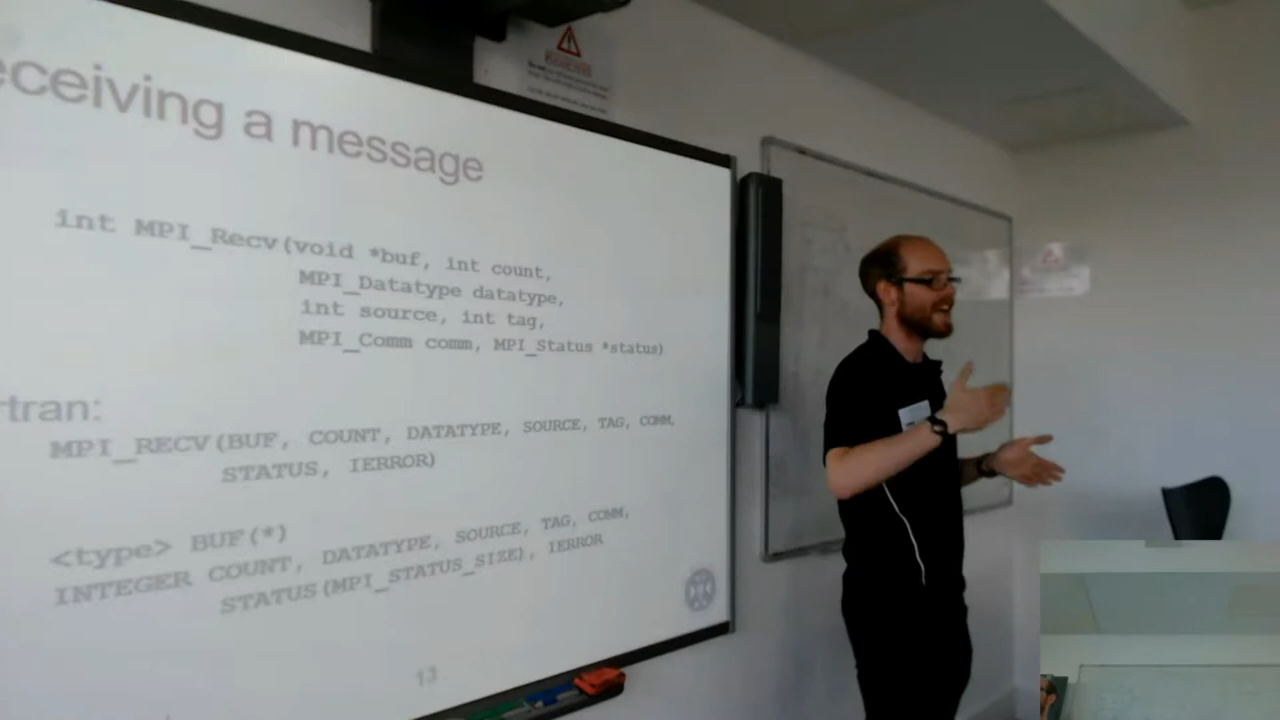 eceiving a message
int MPI_Recv(void *buf, int count,
MPI_Datatype datatype,
int source, int tag,
MPI_Comm comm, MPI_Status *status)
rtran:
MPI_RECV(BUF, COUNT, DATATYPE, SOURCE, TAG, COMM,
STATUS, IERROR)
<type> BUF(*)
INTEGER COUNT, DATATYPE, SOURCE, TAG, COMM,
STATUS(MPI_STATUS_SIZE), IERROR
13